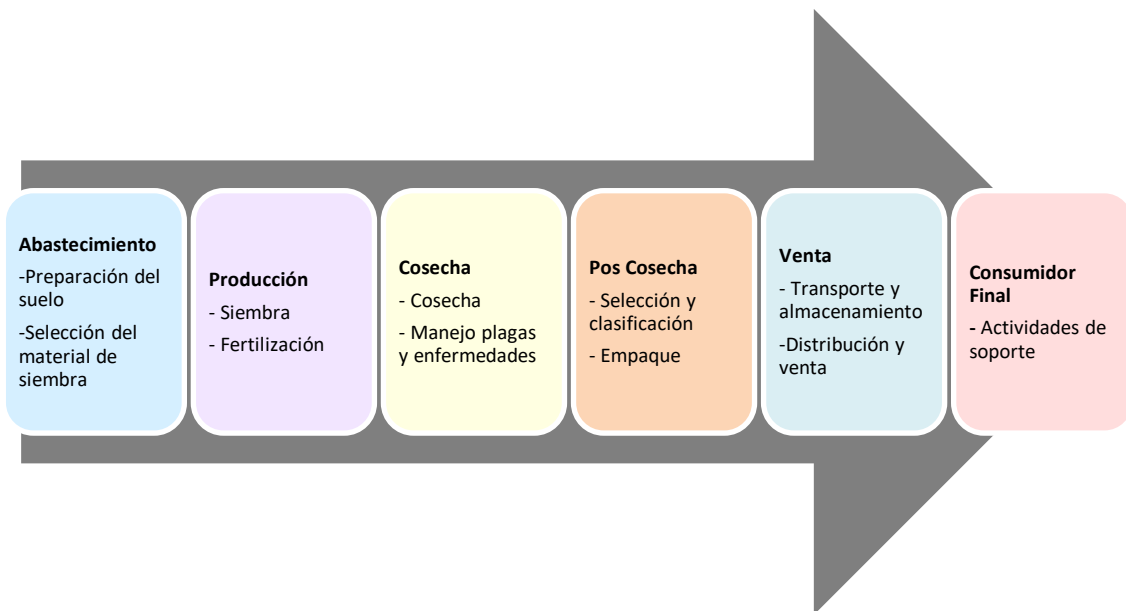 Abastecimiento
-Preparación del
suelo
-Selección del
material de
siembra
Producción
- Siembra
- Fertilización
Cosecha
- Cosecha
- Manejo plagas
y enfermedades
Pos Cosecha
- Selección y
clasificación
- Empaque
Venta
- Transporte y
almacenamiento
-Distribución y
venta
Consumidor
Final
- Actividades de
soporte